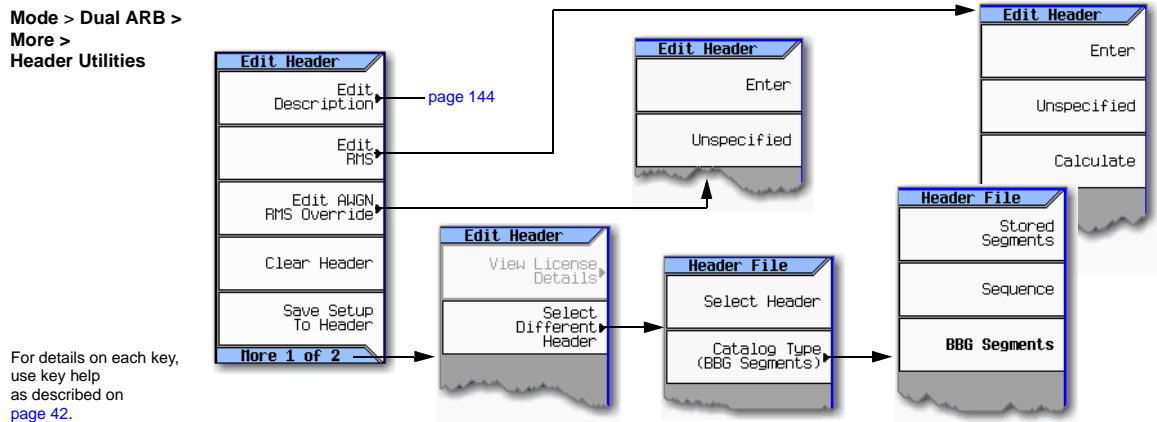 Mode > Dual ARB >
More >
Header Utilities
Edit Header
Edit
Description
page 144
Edit
RMS
Edit AWGN
RMS Override
Clear Header
Save Setup
To Header
More 1 of 2
Edit Header
Enter
Unspecified
Edit Header
Enter
Unspecified
Calculate
Edit Header
View License
Details
Select
Different
Header
Header File
Select Header
Catalog Type
(BBG Segments)
Header File
Stored
Segments
Sequence
BBG Segments
For details on each key,
use key help
as described on
page 42.